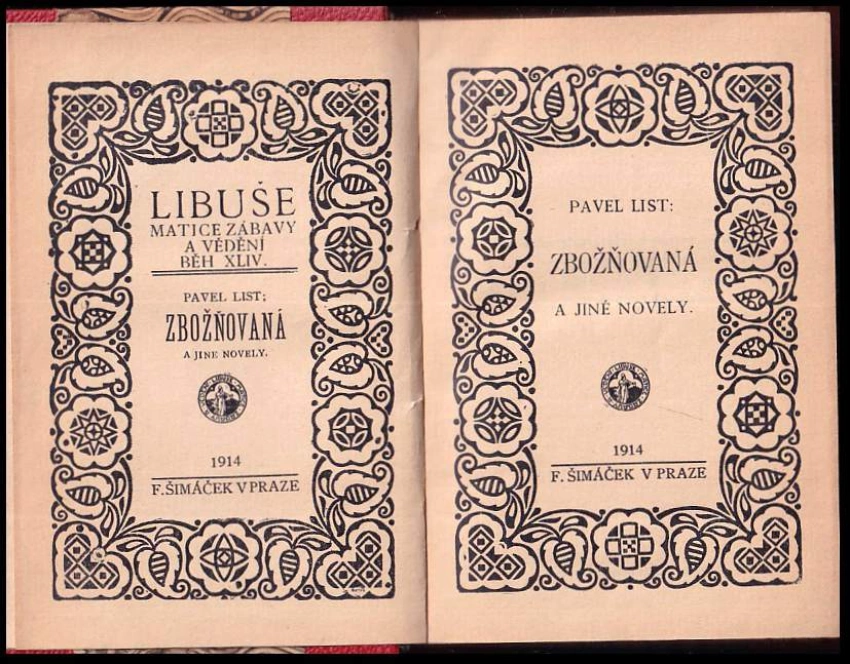 LIBUŠE
MATICE ZÁBAVY
A VĚDĚNÍ
BĚH XLIV.
PAVEL LIST:
ZBOŽŇOVANÁ
A JINE NOVELY.
1914
F. ŠIMÁČEK V PRAZE
PAVEL LIST:
ZBOŽŇOVANÁ
A JINÉ NOVELY.
1914
F. ŠIMÁČEK V PRAZE